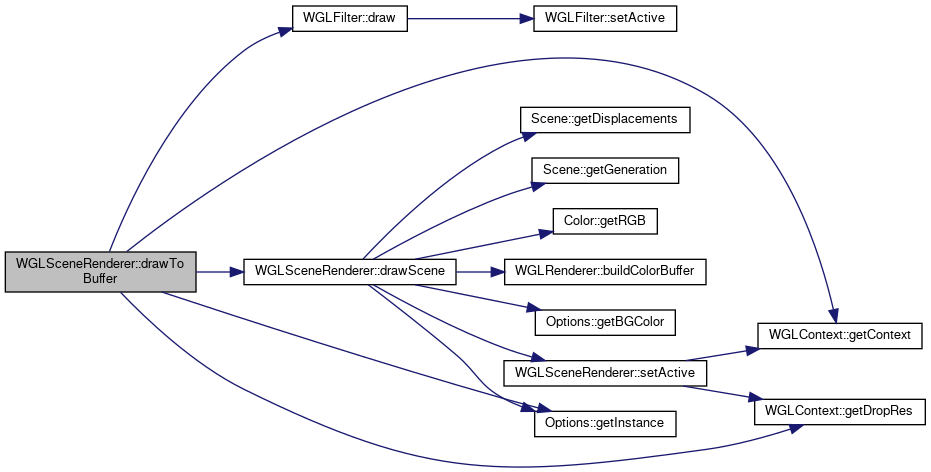 WGLFilter::draw
WGLFilter::setActive
Scene::getDisplacements
Scene::getGeneration
Color::getRGB
WGLSceneRenderer::drawTo
Buffer
WGLSceneRenderer::drawScene
WGLRenderer::buildColorBuffer
Options::getBGColor
WGLContext::getContext
WGLSceneRenderer::setActive
WGLContext::getDropRes
Options::getInstance